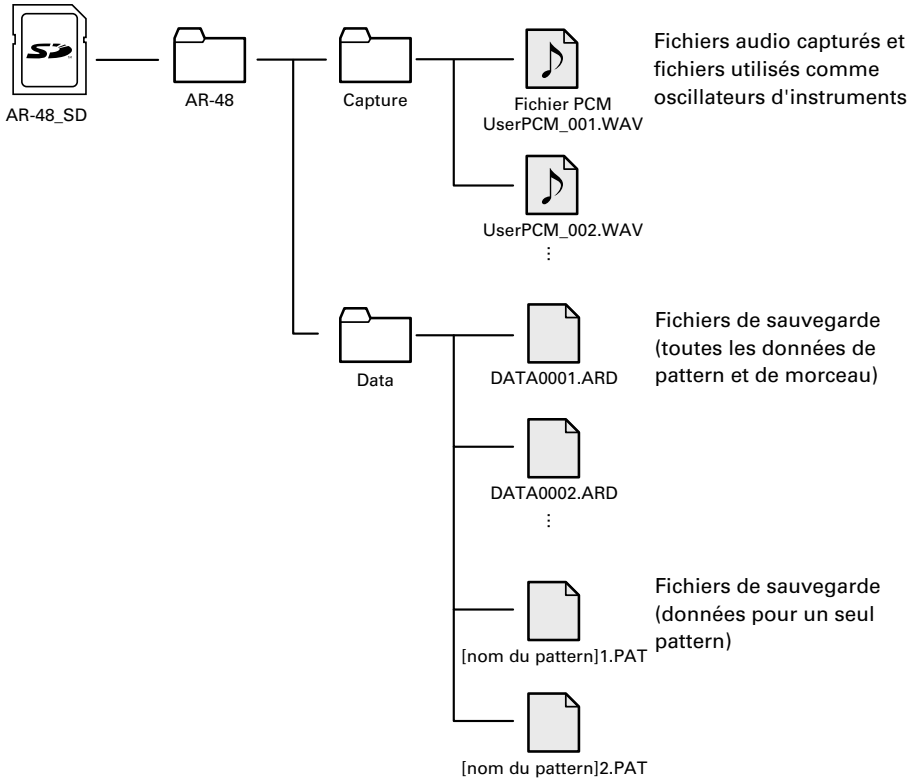 SD
AR-48_SD
AR-48
Capture
Fichier PCM
UserPCM_001.WAV
Fichiers audio capturés et
fichiers utilisés comme
oscillateurs d'instruments
UserPCM_002.WAV
...
Data
DATA0001.ARD
Fichiers de sauvegarde
(toutes les données de
pattern et de morceau)
DATA0002.ARD
...
[nom du pattern]1.PAT
Fichiers de sauvegarde
(données pour un seul
pattern)
[nom du pattern]2.PAT